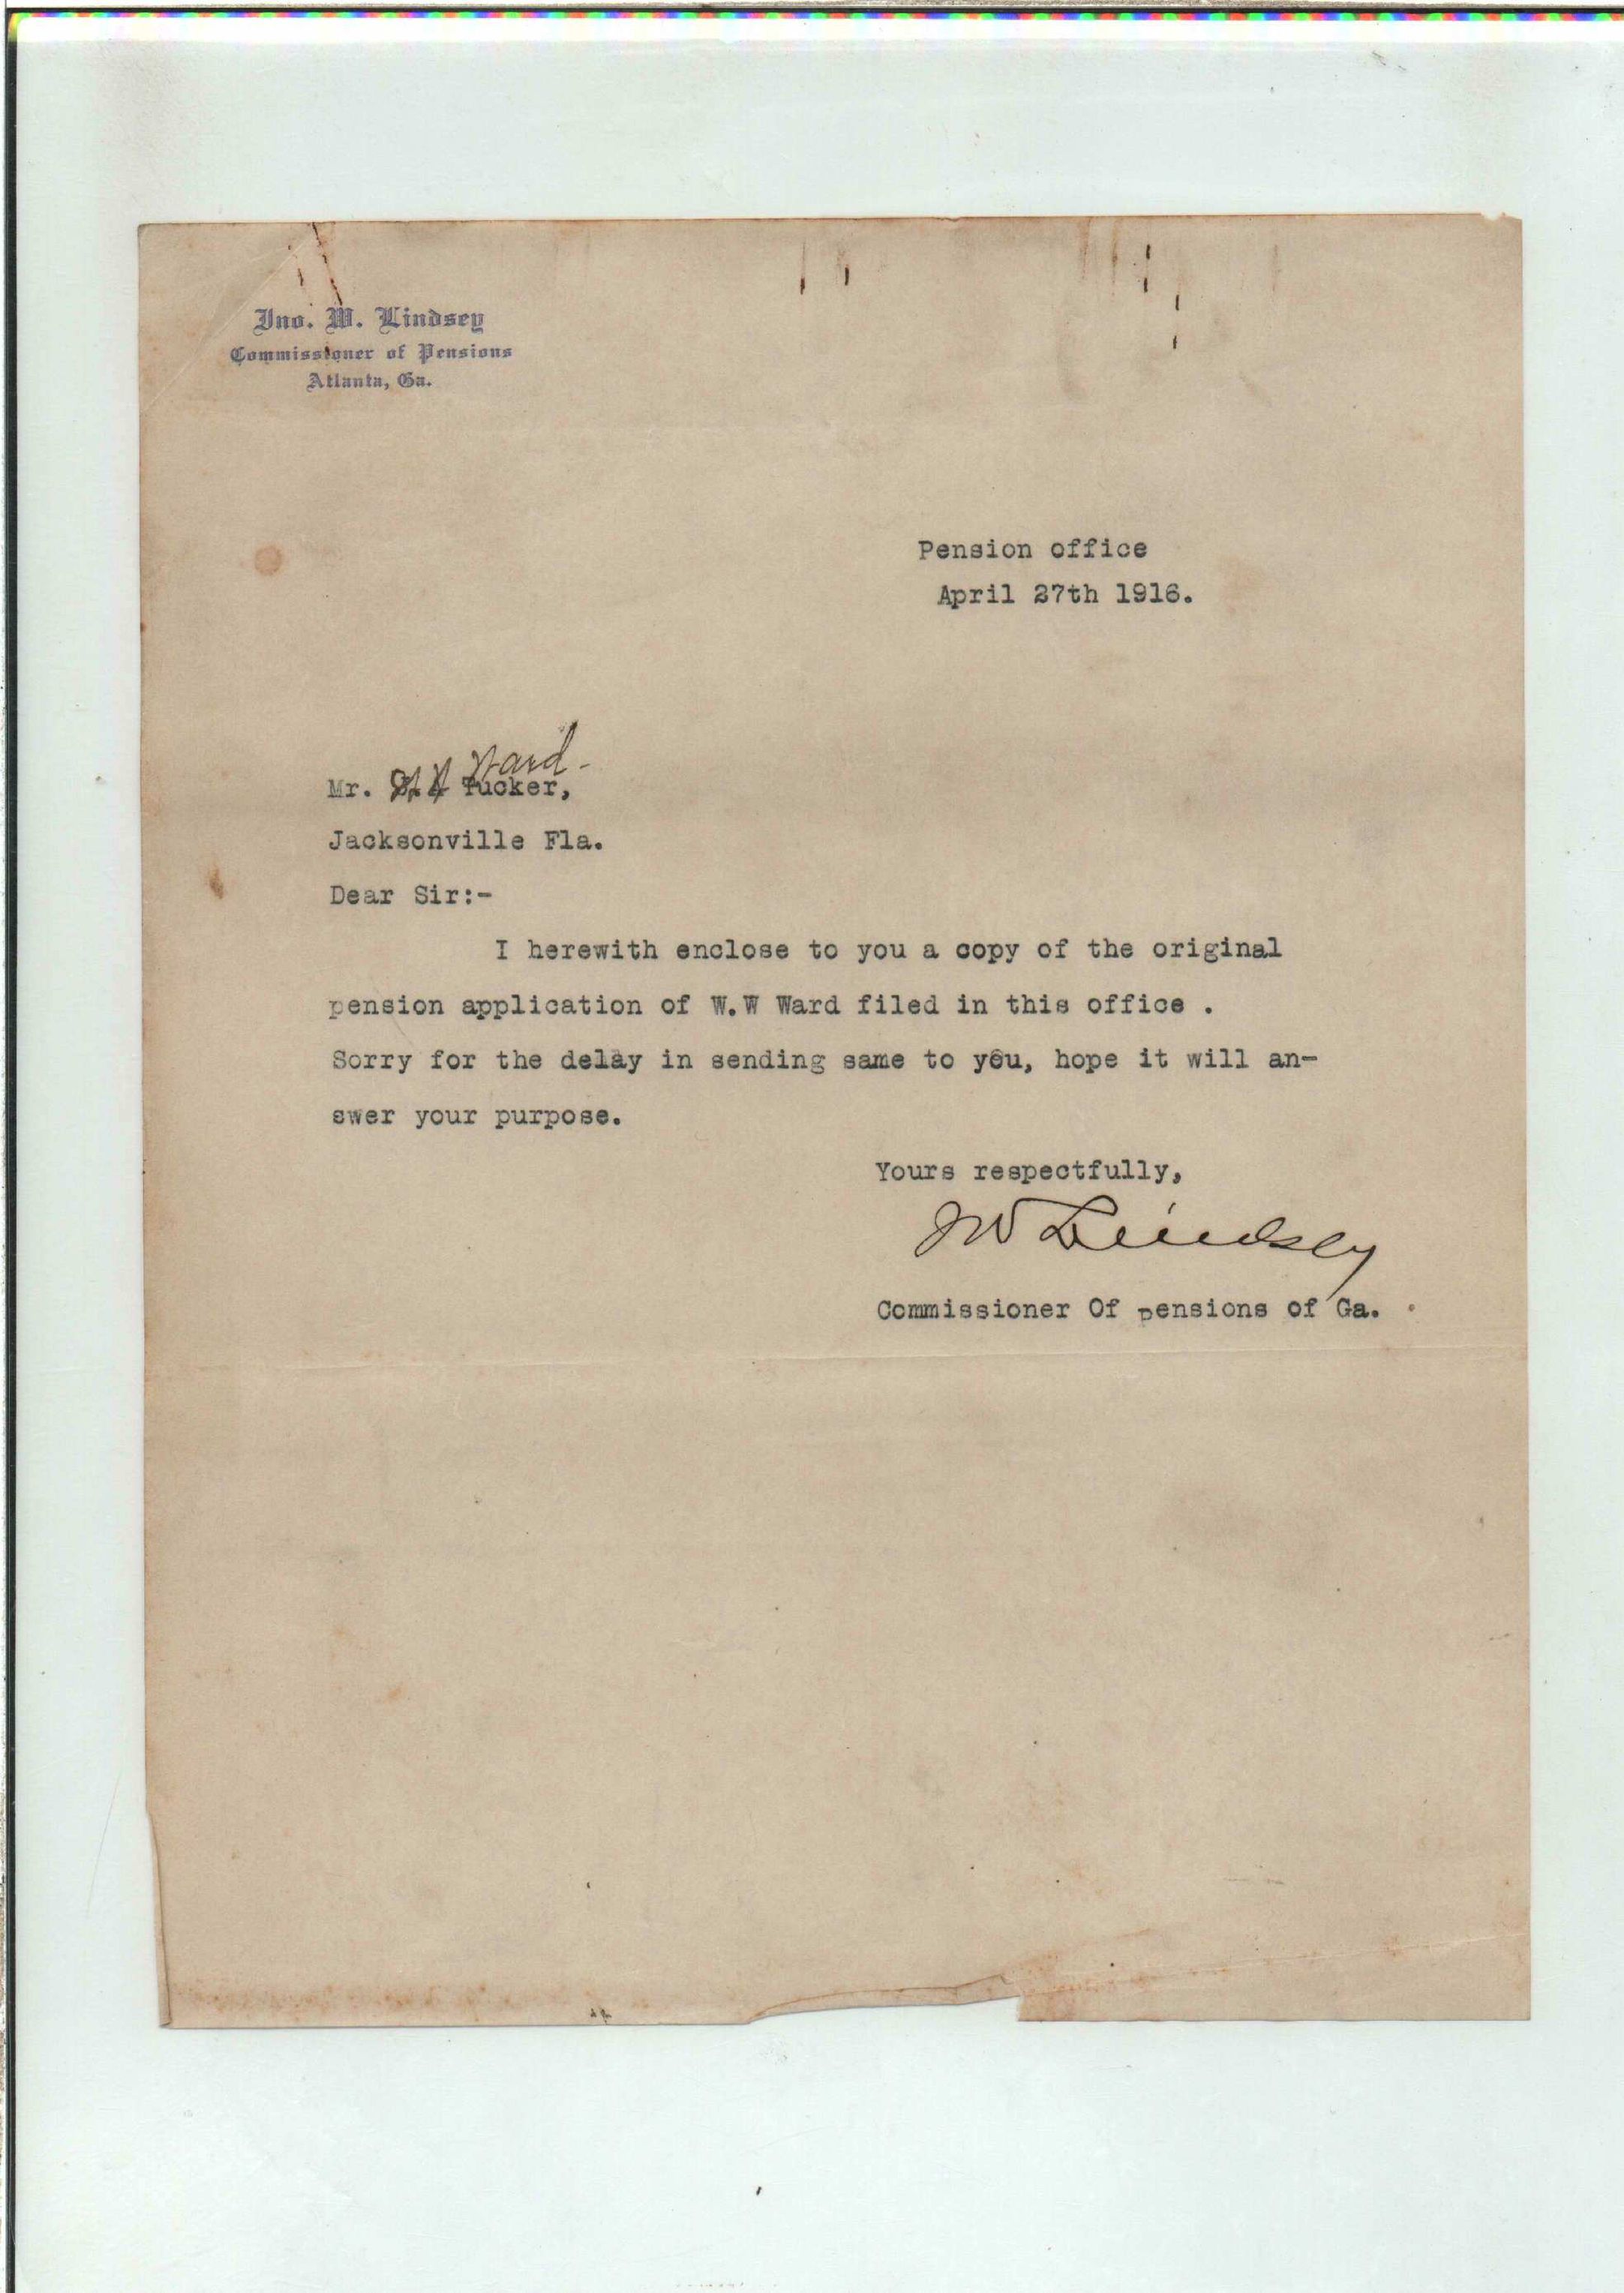 Jno. W. Lindsey
Commissioner of Pensions
Atlanta, Ga.
Pension office
April 27th 1916.
Ward-
Mr. Tucker,
Jacksonville Fla.
Dear Sir:-
I herewith enclose to you a copy of the original
pension application of W.W Ward filed in this office .
Sorry for the delay in sending same to you, hope it will an-
swer your purpose.
Yours respectfully,
JW Lindsey
Commissioner Of pensions of Ga.